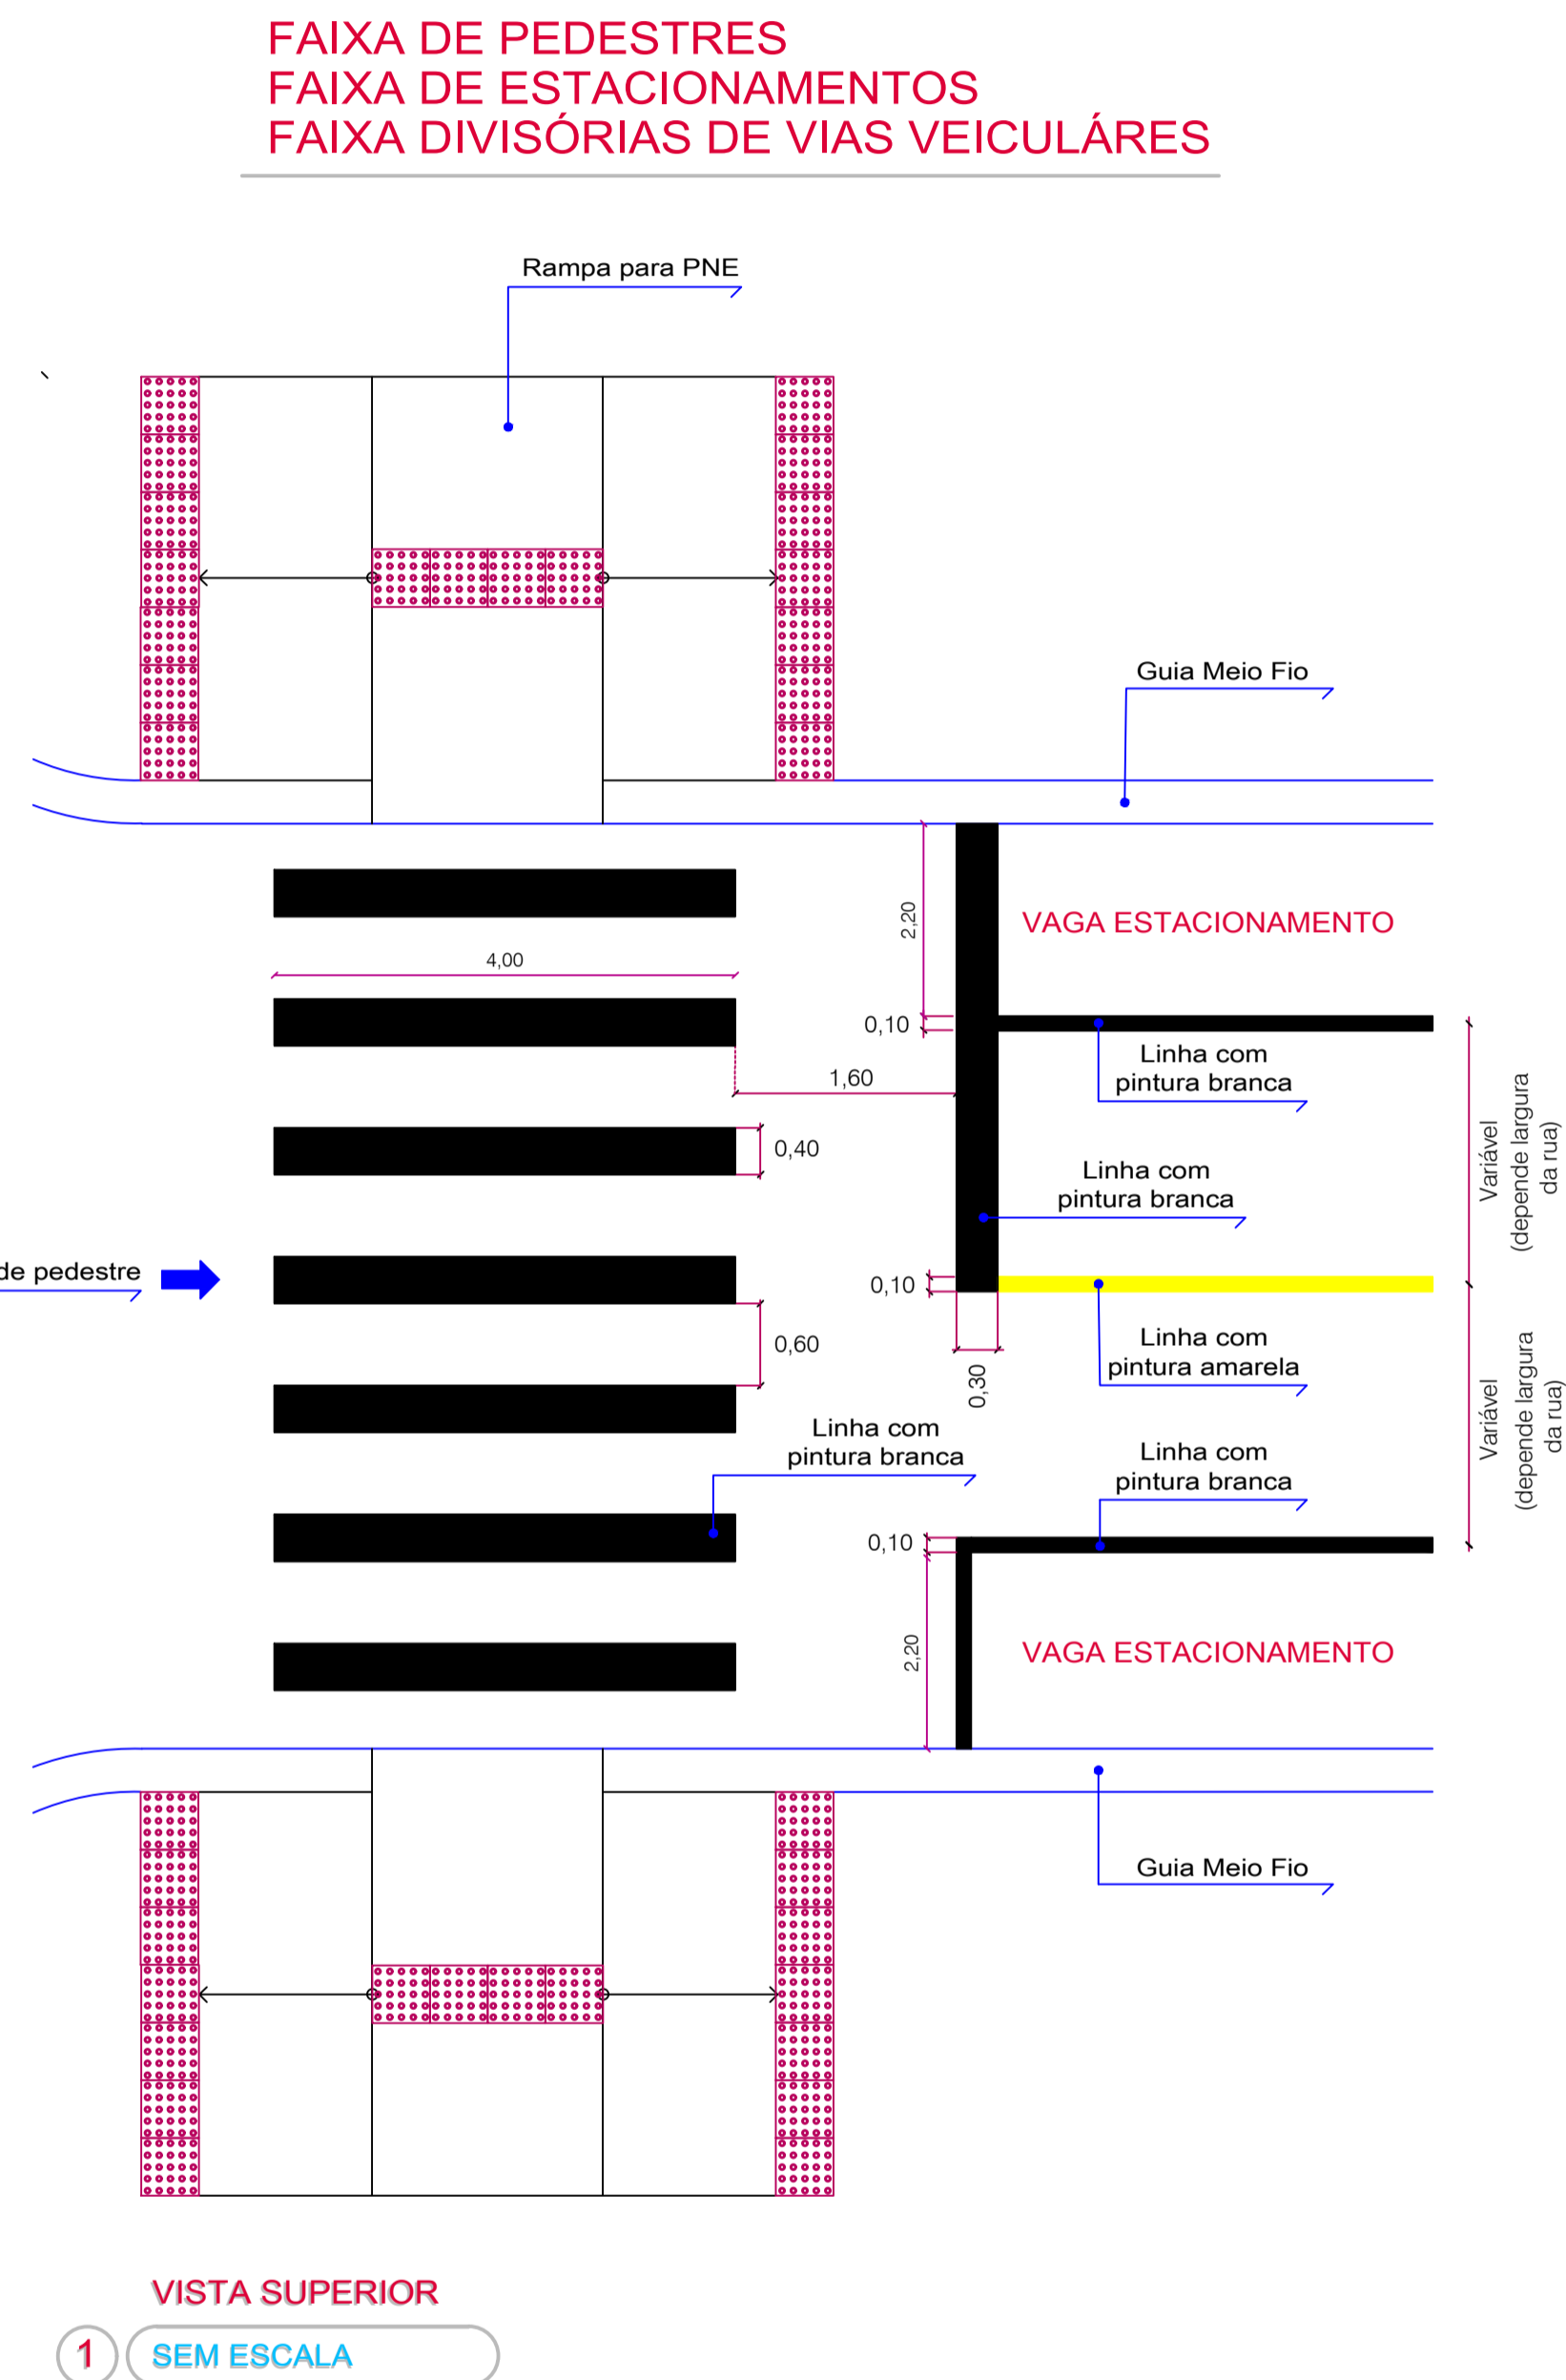 FAIXA DE PEDESTRES
FAIXA DE ESTACIONAMENTOS
FAIXA DIVISÓRIAS DE VIAS VEICULÁRES
Rampa para PNE
Guia Meio Fio
2,20
VAGA ESTACIONAMENTO
4,00
0,10
Linha com
pintura branca
1,60
0,40
Variável
(depende largura
da rua)
Linha com
pintura branca
de pedestre
0,10
0,60
Linha com
pintura amarela
0,30
Variável
(depende largura
da rua)
Linha com
pintura branca
Linha com
pintura branca
0,10
2,20
VAGA ESTACIONAMENTO
Guia Meio Fio
VISTA SUPERIOR
1
SEM ESCALA